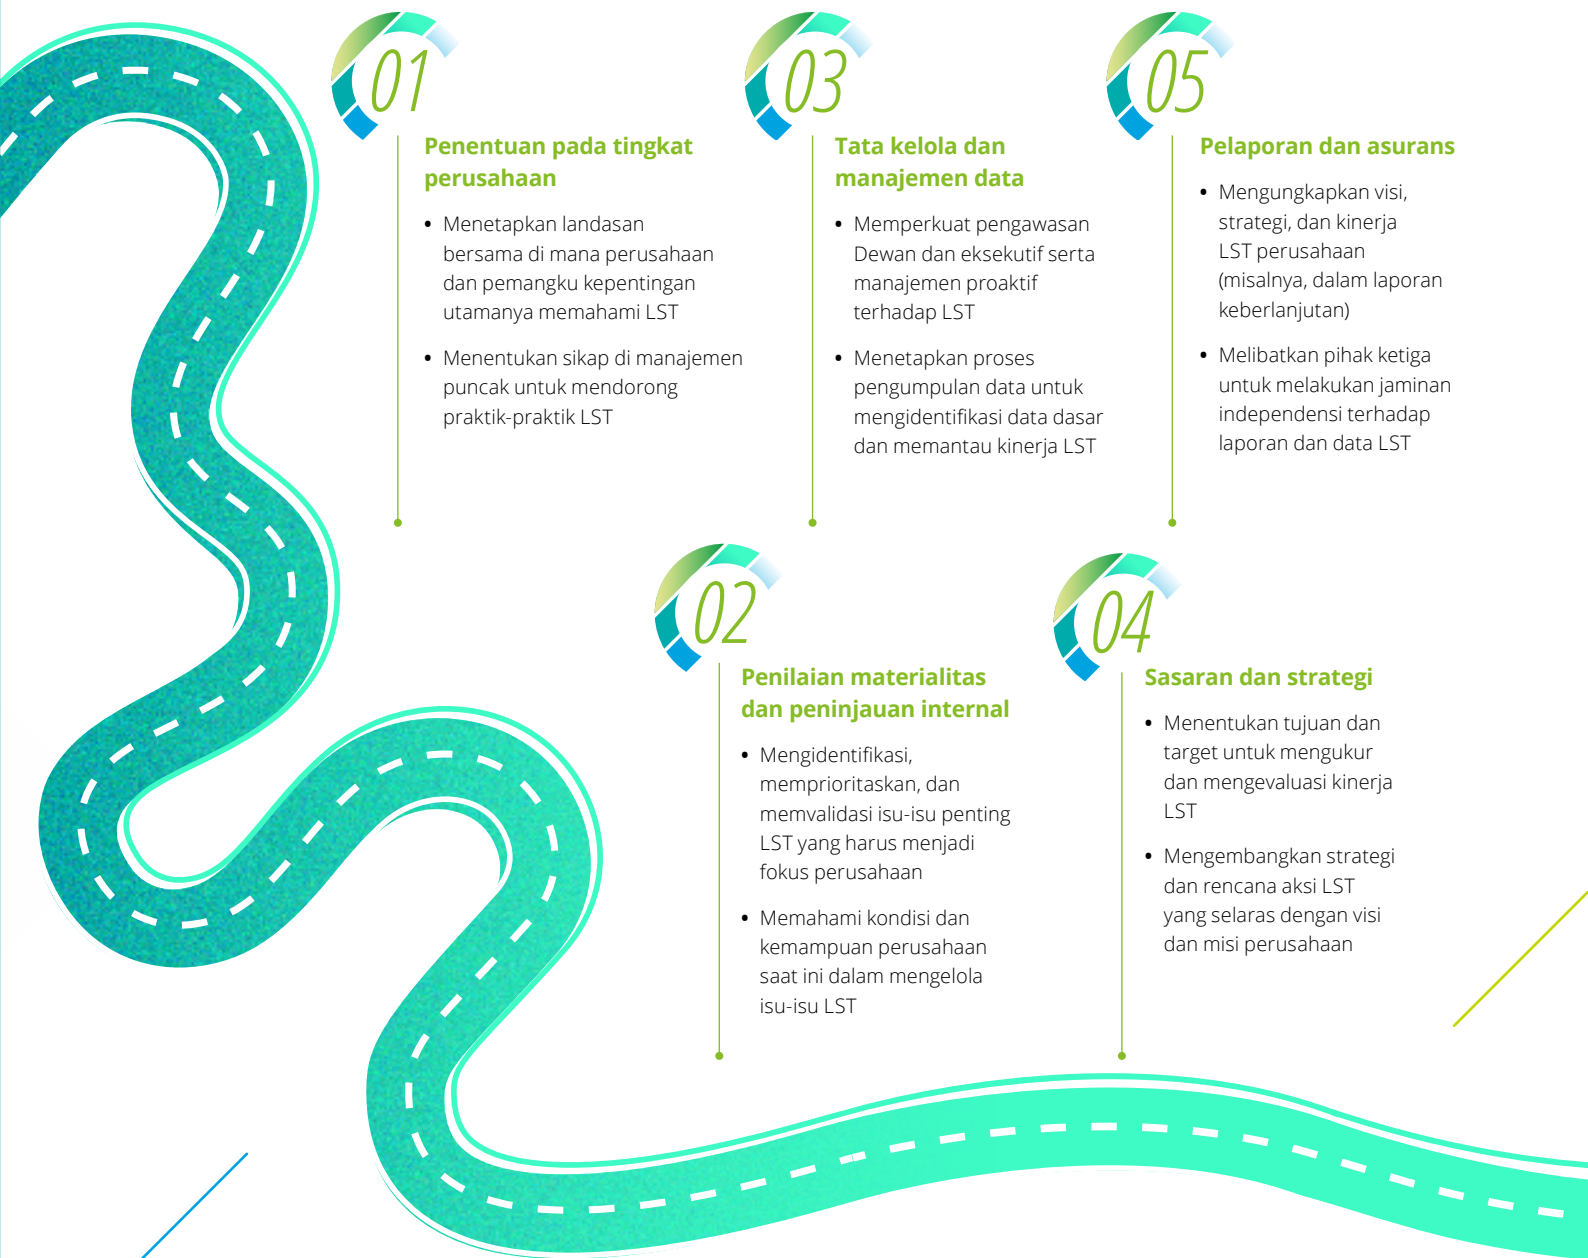 01
Penentuan pada tingkat
perusahaan
• Menetapkan landasan
bersama di mana perusahaan
dan pemangku kepentingan
utamanya memahami LST
• Menentukan sikap di manajemen
puncak untuk mendorong
praktik-praktik LST
02
Penilaian materialitas
dan peninjauan internal
• Mengidentifikasi,
memprioritaskan, dan
memvalidasi isu-isu penting
LST yang harus menjadi
fokus perusahaan
• Memahami kondisi dan
kemampuan perusahaan
saat ini dalam mengelola
isu-isu LST
03
Tata kelola dan
manajemen data
• Memperkuat pengawasan
Dewan dan eksekutif serta
manajemen proaktif
terhadap LST
• Menetapkan proses
pengumpulan data untuk
mengidentifikasi data dasar
dan memantau kinerja LST
04
Sasaran dan strategi
• Menentukan tujuan dan
target untuk mengukur
dan mengevaluasi kinerja
LST
• Mengembangkan strategi
dan rencana aksi LST
yang selaras dengan visi
dan misi perusahaan
05
Pelaporan dan asurans
• Mengungkapkan visi,
strategi, dan kinerja
LST perusahaan
(misalnya, dalam laporan
keberlanjutan)
• Melibatkan pihak ketiga
untuk melakukan jaminan
independensi terhadap
laporan dan data LST